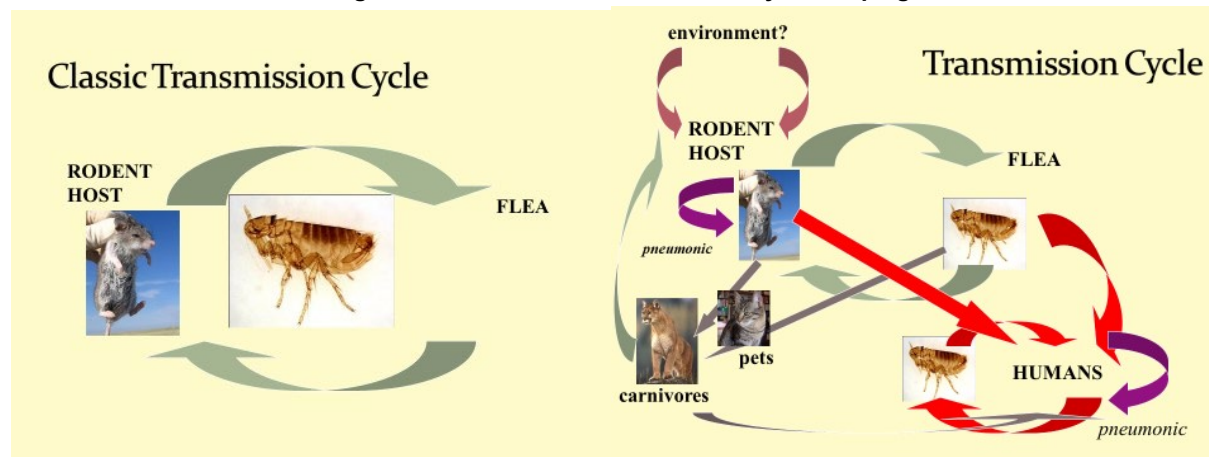 Classic Transmission Cycle
RODENT
HOST
FLEA
environment?
Transmission Cycle
RODENT
HOST
FLEA
pneumonic
pets
carnivores
HUMANS
pneumonic